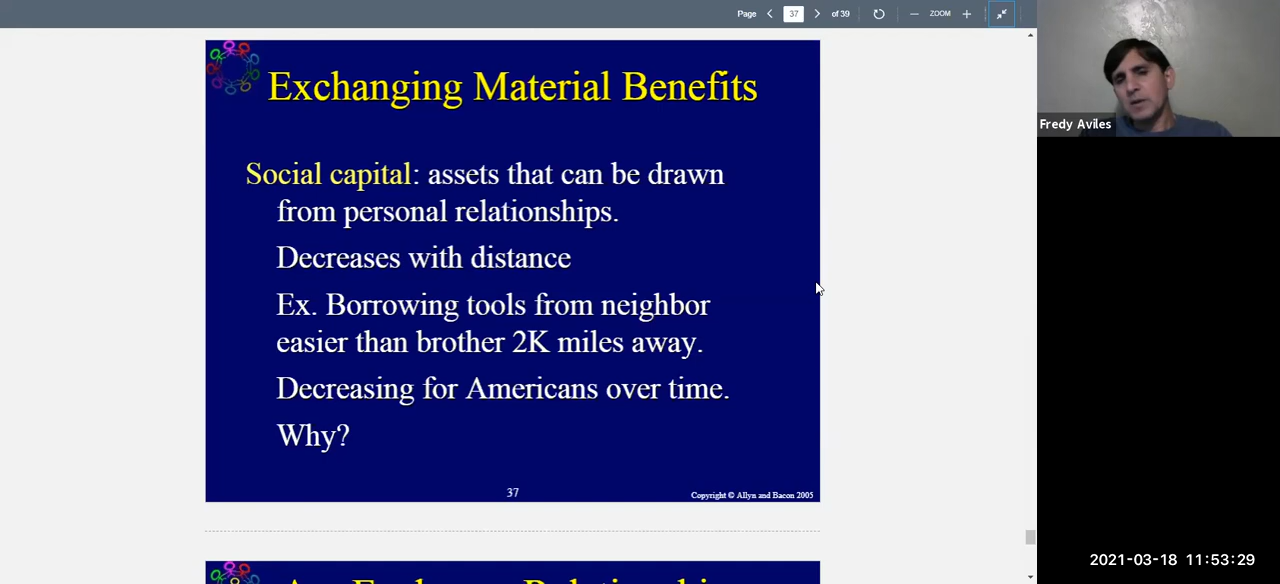 Page 37 of 39 ZOOM
Exchanging Material Benefits
Fredy Aviles
Social capital: assets that can be drawn
from personal relationships.
Decreases with distance
Ex. Borrowing tools from neighbor
easier than brother 2K miles away.
Decreasing for Americans over time.
Why?
37
Copyright © Allyn and Bacon 2005
2021-03-18 11:53:29